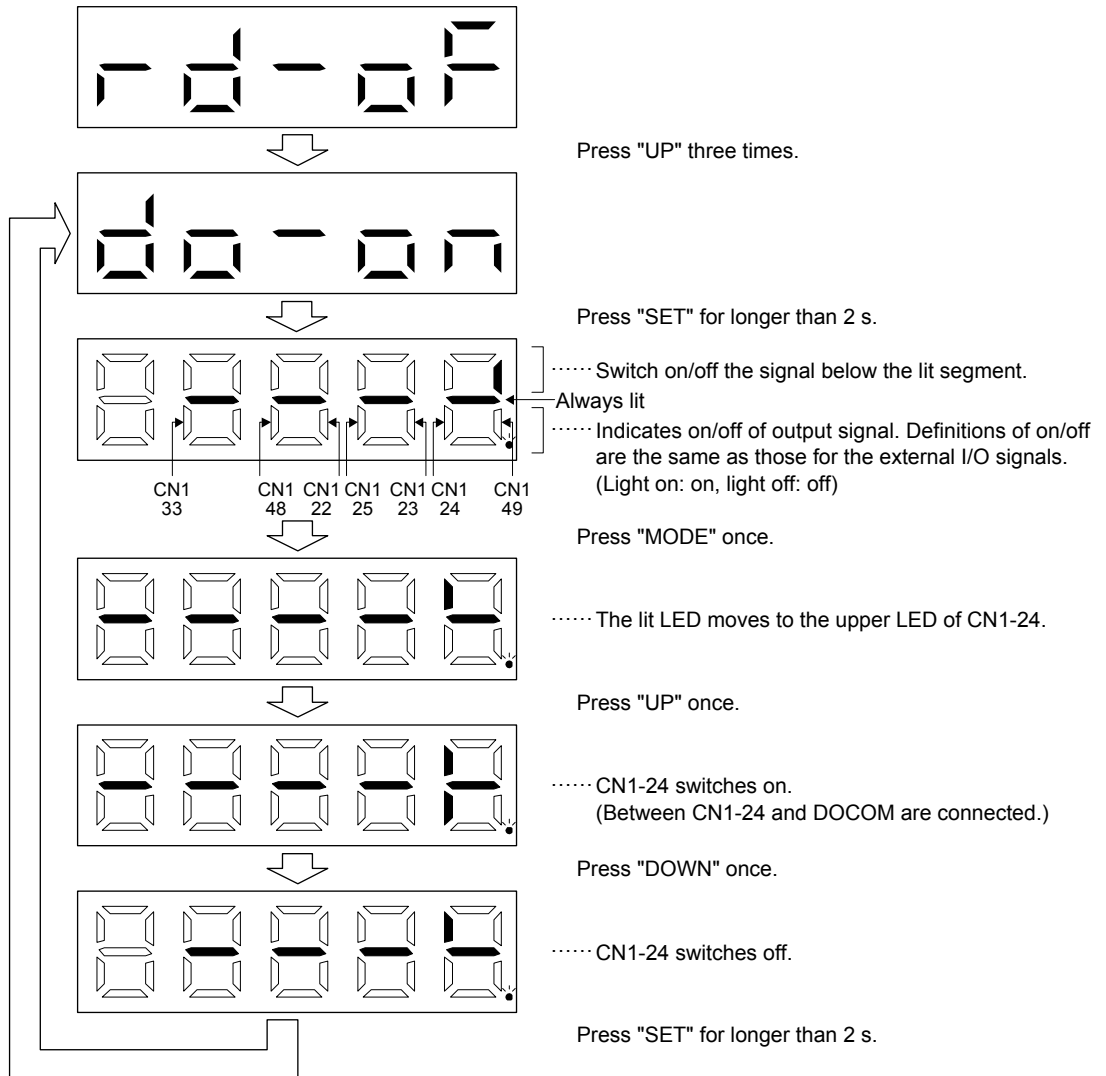 rd-oF
Press "UP" three times.
do-on
Press "SET" for longer than 2 s.
Switch on/off the signal below the lit segment.
Always lit
Indicates on/off of output signal. Definitions of on/off
are the same as those for the external I/O signals.
(Light on: on, light off: off)
CN1 CN1 CN1 CN1 CN1 CN1 CN1
33 48 22 25 23 24 49
Press "MODE" once.
The lit LED moves to the upper LED of CN1-24.
Press "UP" once.
CN1-24 switches on.
(Between CN1-24 and DOCOM are connected.)
Press "DOWN" once.
CN1-24 switches off.
Press "SET" for longer than 2 s.